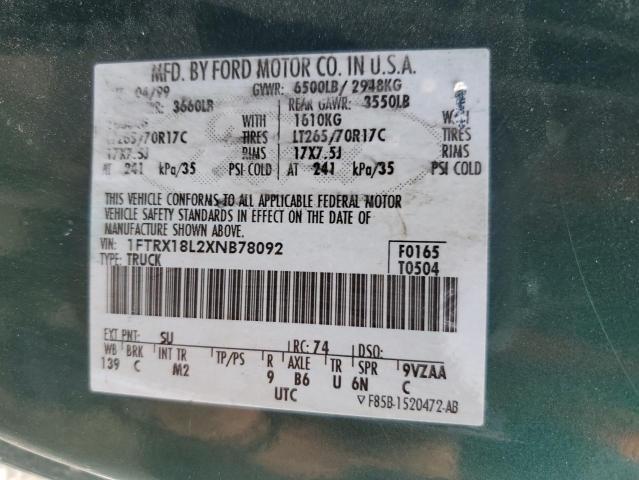 MFD. BY FORD MOTOR CO. IN U.S.A.
04/99 GVWR: 6500LB/ 2948KG
3660LB REAR GAWR: 3550LB
WITH 1610KG
LT265/70R17C TIRES LT265/70R17C TIRES
17X7.5J RIMS 17X7.5J RIMS
AT 241 kPa/35 PSI COLD AT 241 kPa/35 PSI COLD
THIS VEHICLE CONFORMS TO ALL APPLICABLE FEDERAL MOTOR
VEHICLE SAFETY STANDARDS IN EFFECT ON THE DATE OF
MANUFACTURE SHOWN ABOVE.
VIN: 1FTRX18L2XNB78092 F0165
TYPE: TRUCK T0504
EXT PNT: SU RC: 74 DSO:
WB BRK INT TR TP/PS R AXLE TR SPR 9VZAA
139 C M2 9 B6 U 6N C
UTC
▽ F85B-1520472-AB